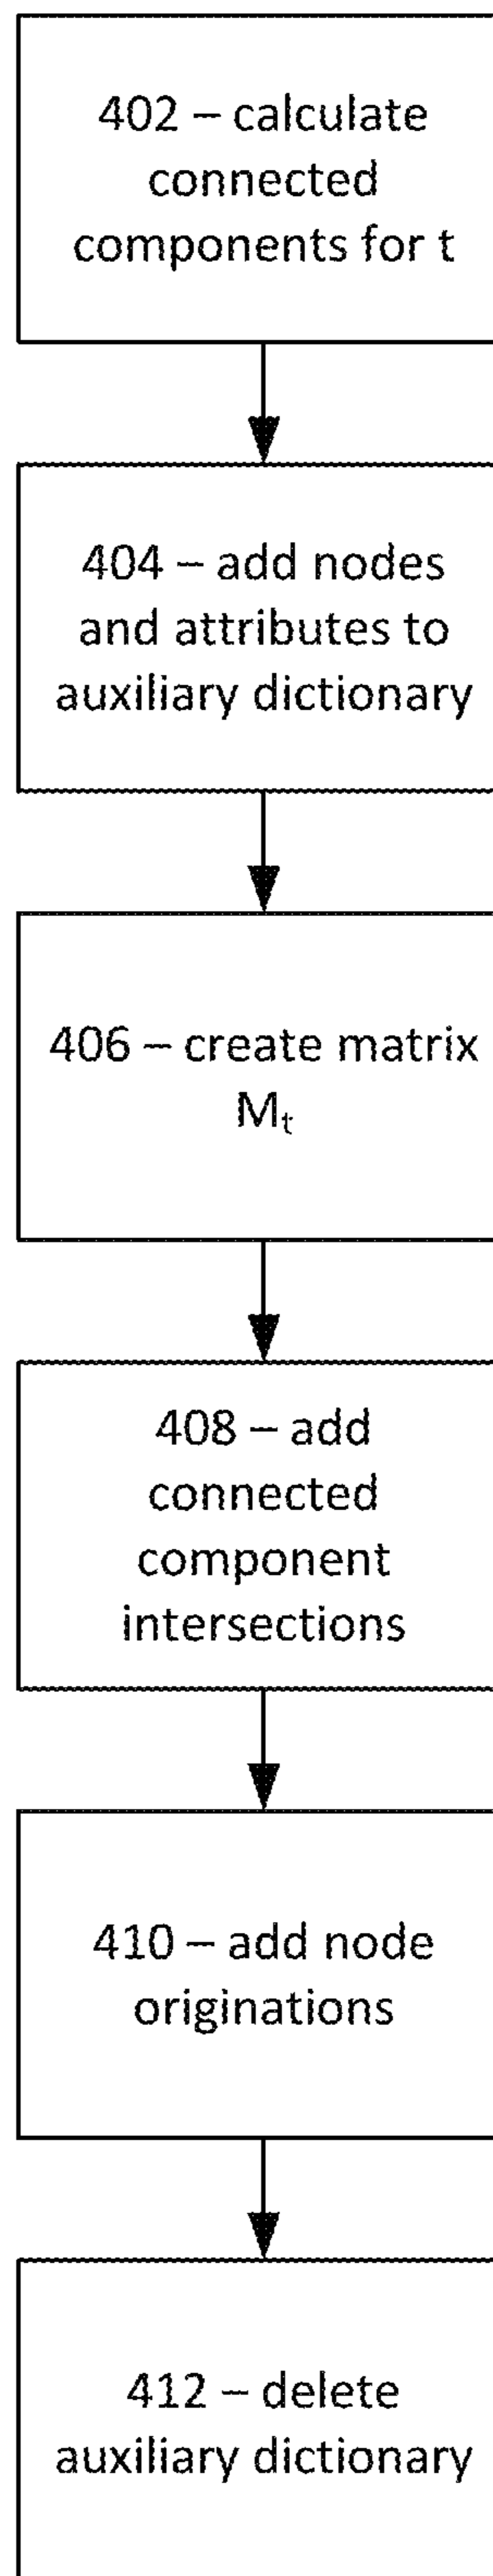 402 – calculate
connected
components for t
404 – add nodes
and attributes to
auxiliary dictionary
406 – create matrix
Mₜ
408 – add
connected
component
intersections
410 – add node
originations
412 – delete
auxiliary dictionary